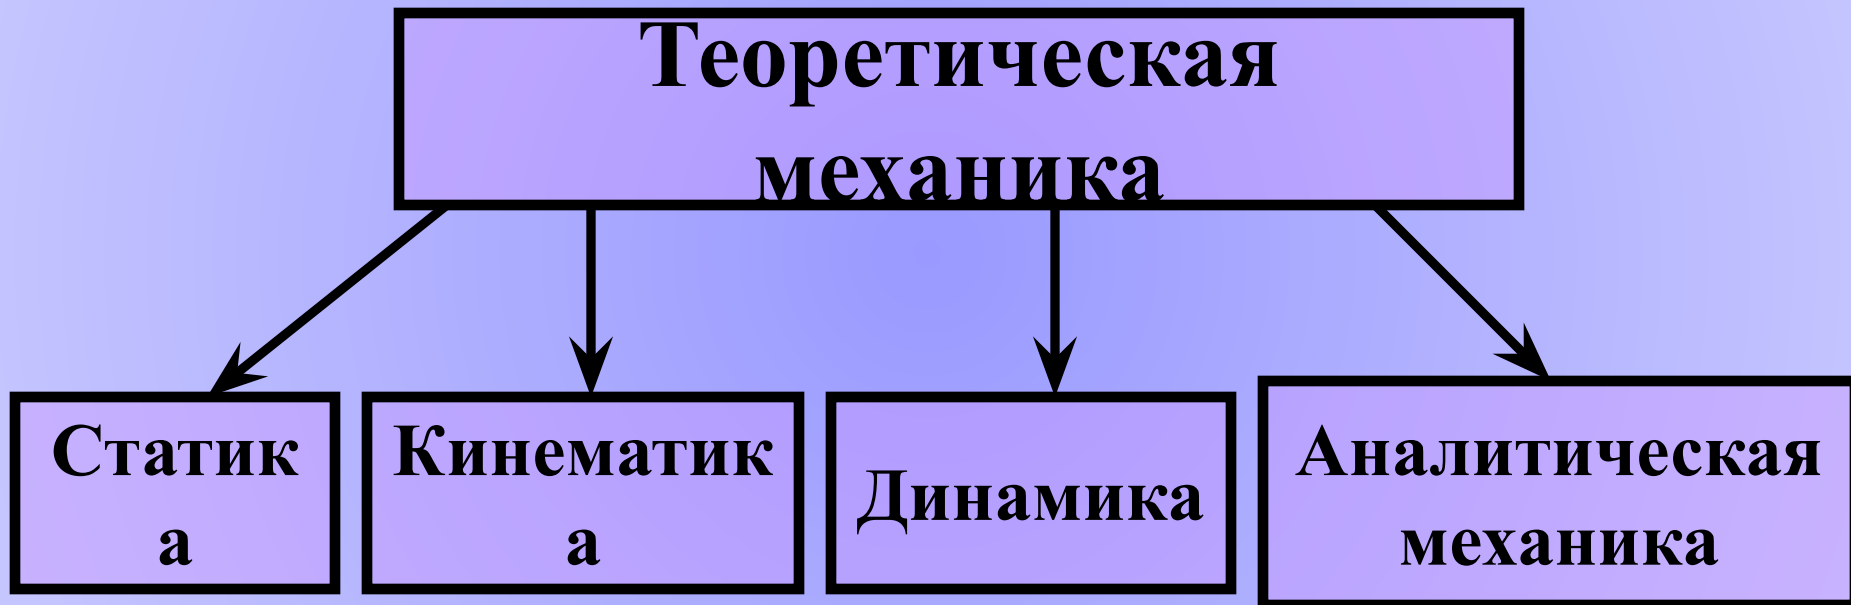 Теоретическая
механика
Статик
а
Кинематик
а
Динамика
Аналитическая
механика